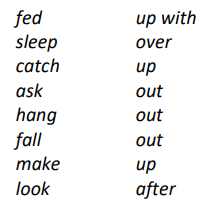 fed up with
sleep over
catch up
ask out
hang out
fall out
make up
look after